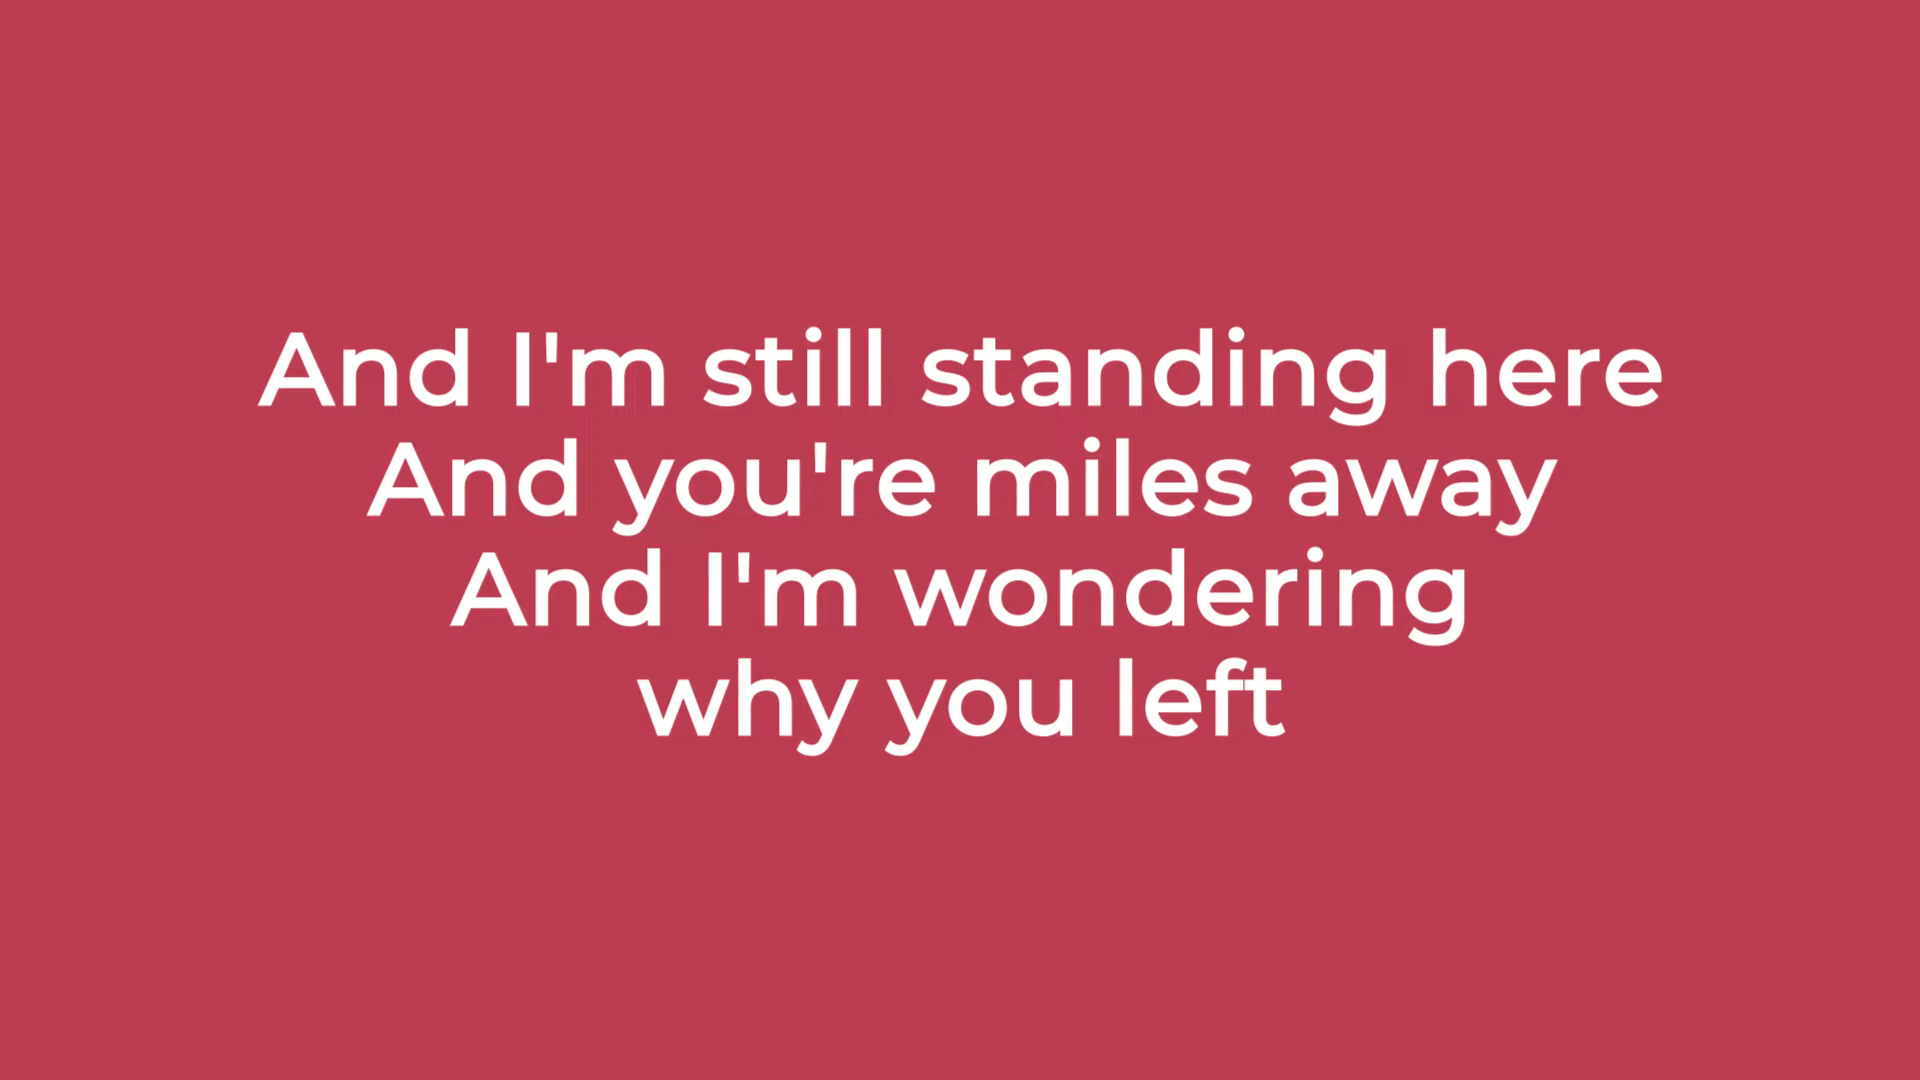 And I'm still standing here
And you're miles away
And I'm wondering
why you left